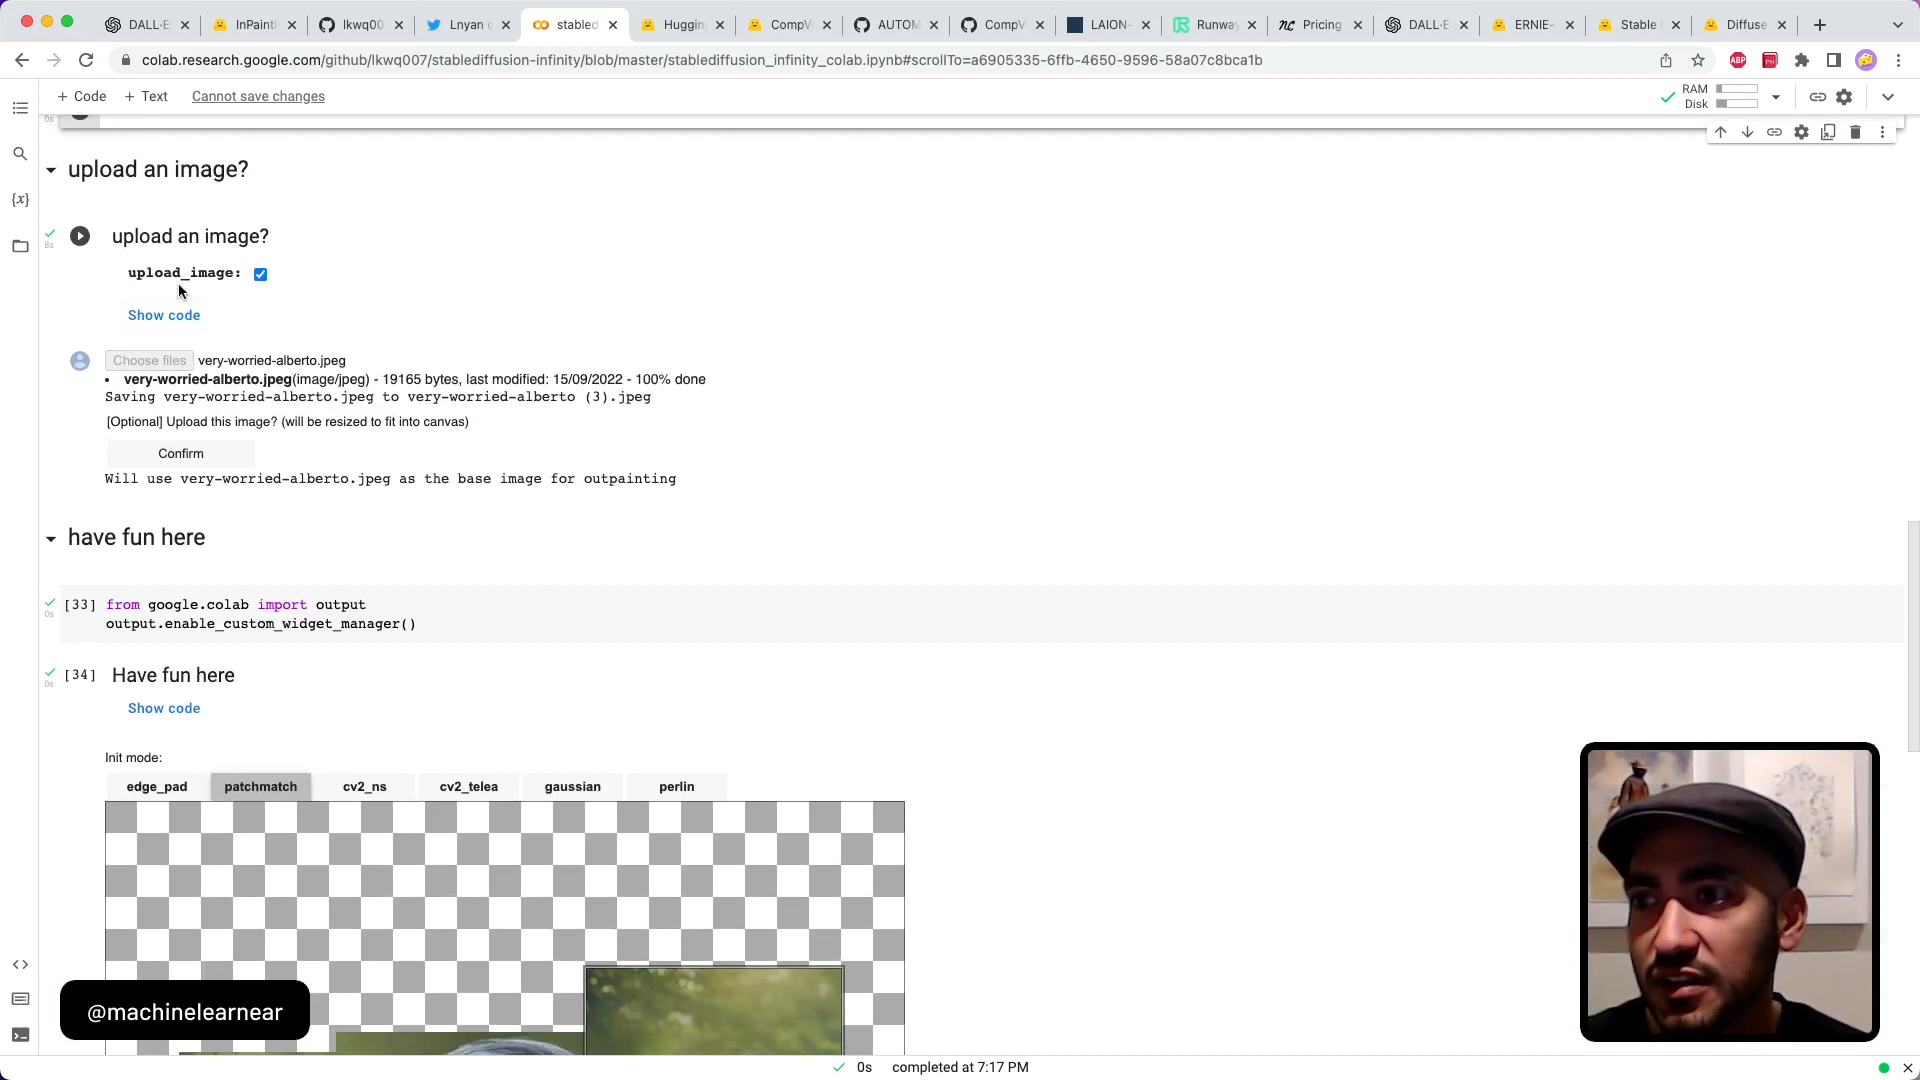 DALL·E
InPainti
lkwq00
Lnyan
stabled
Hugging
CompVi
AUTOM
CompV
LAION-
Runway
Pricing
DALL·E
ERNIE-
Stable
Diffuse
colab.research.google.com/github/lkwq007/stablediffusion-infinity/blob/master/stablediffusion_infinity_colab.ipynb#scrollTo=a6905335-6ffb-4650-9596-58a07c8bca1b
ABP
+ Code + Text Cannot save changes
RAM
Disk
0s
upload an image?
{x}
8s
upload an image?
upload_image:
Show code
Choose files very-worried-alberto.jpeg
• very-worried-alberto.jpeg(image/jpeg) - 19165 bytes, last modified: 15/09/2022 - 100% done
Saving very-worried-alberto.jpeg to very-worried-alberto (3).jpeg
[Optional] Upload this image? (will be resized to fit into canvas)
Confirm
Will use very-worried-alberto.jpeg as the base image for outpainting
have fun here
0s
[33] from google.colab import output
output.enable_custom_widget_manager()
0s
[34] Have fun here
Show code
Init mode:
edge_pad patchmatch cv2_ns cv2_telea gaussian perlin
@machinelearnear
0s completed at 7:17 PM